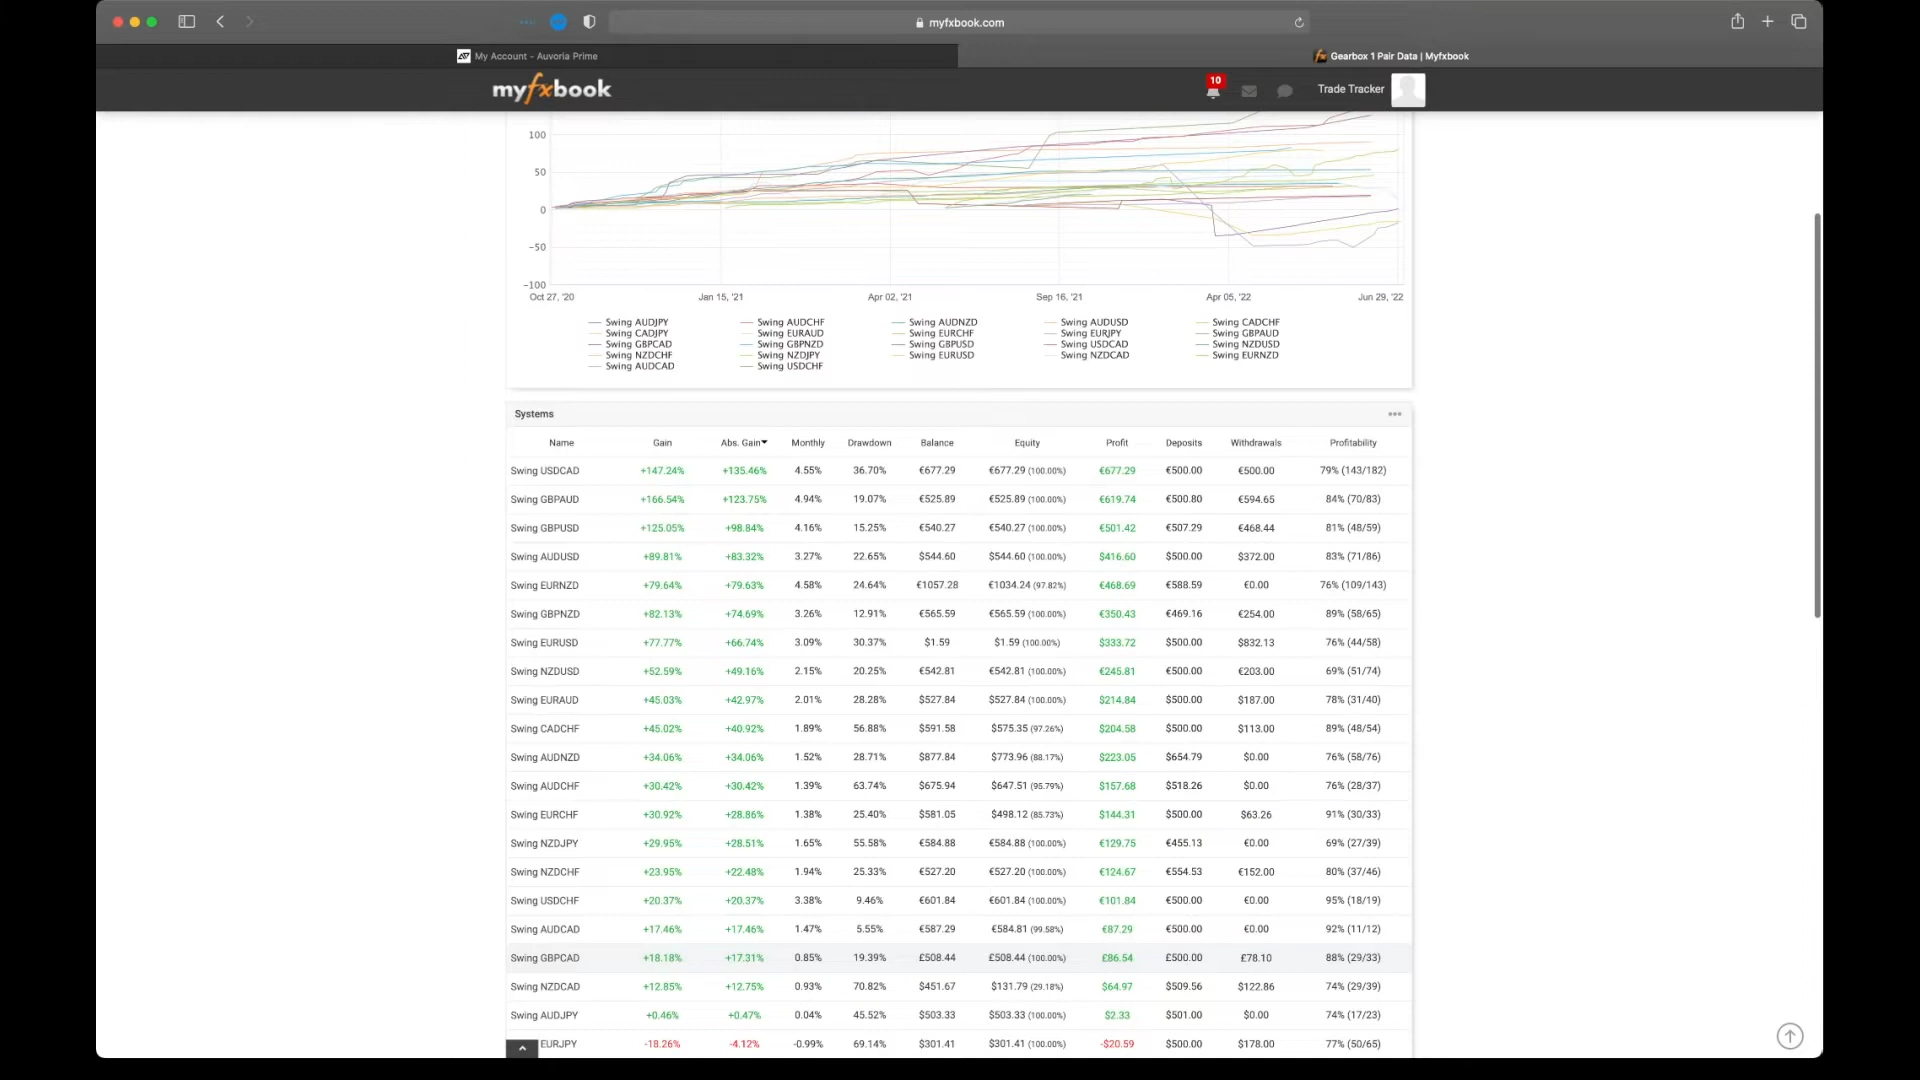 myfxbook.com
My Account - Auvoria Prime
Gearbox 1 Pair Data | Myfxbook
myfxbook
10
Trade Tracker
100
50
0
−50
−100
Oct 27, '20 Jan 15, '21 Apr 02, '21 Sep 16, '21 Apr 05, '22 Jun 29, '22
Swing AUDJPY Swing AUDCHF Swing AUDNZD Swing AUDUSD Swing CADCHF
Swing CADJPY Swing EURAUD Swing EURCHF Swing EURJPY Swing GBPAUD
Swing GBPCAD Swing GBPNZD Swing GBPUSD Swing USDCAD Swing NZDUSD
Swing NZDCHF Swing NZDJPY Swing EURUSD Swing NZDCAD Swing EURNZD
Swing AUDCAD Swing USDCHF
Systems
Name Gain Abs. Gain Monthly Drawdown Balance Equity Profit Deposits Withdrawals Profitability
Swing USDCAD +147.24% +135.46% 4.55% 36.70% €677.29 €677.29 (100.00%) €677.29 €500.00 €500.00 79% (143/182)
Swing GBPAUD +166.54% +123.75% 4.94% 19.07% €525.89 €525.89 (100.00%) €619.74 €500.80 €594.65 84% (70/83)
Swing GBPUSD +125.05% +98.84% 4.16% 15.25% €540.27 €540.27 (100.00%) €501.42 €507.29 €468.44 81% (48/59)
Swing AUDUSD +89.81% +83.32% 3.27% 22.65% $544.60 $544.60 (100.00%) $416.60 $500.00 $372.00 83% (71/86)
Swing EURNZD +79.64% +79.63% 4.58% 24.64% €1057.28 €1034.24 (97.82%) €468.69 €588.59 €0.00 76% (109/143)
Swing GBPNZD +82.13% +74.69% 3.26% 12.91% €565.59 €565.59 (100.00%) €350.43 €469.16 €254.00 89% (58/65)
Swing EURUSD +77.77% +66.74% 3.09% 30.37% $1.59 $1.59 (100.00%) $333.72 $500.00 $832.13 76% (44/58)
Swing NZDUSD +52.59% +49.16% 2.15% 20.25% €542.81 €542.81 (100.00%) €245.81 €500.00 €203.00 69% (51/74)
Swing EURAUD +45.03% +42.97% 2.01% 28.28% $527.84 $527.84 (100.00%) $214.84 $500.00 $187.00 78% (31/40)
Swing CADCHF +45.02% +40.92% 1.89% 56.88% $591.58 $575.35 (97.26%) $204.58 $500.00 $113.00 89% (48/54)
Swing AUDNZD +34.06% +34.06% 1.52% 28.71% $877.84 $773.96 (88.17%) $223.05 $654.79 $0.00 76% (58/76)
Swing AUDCHF +30.42% +30.42% 1.39% 63.74% $675.94 $647.51 (95.79%) $157.68 $518.26 $0.00 76% (28/37)
Swing EURCHF +30.92% +28.86% 1.38% 25.40% $581.05 $498.12 (85.73%) $144.31 $500.00 $63.26 91% (30/33)
Swing NZDJPY +29.95% +28.51% 1.65% 55.58% €584.88 €584.88 (100.00%) €129.75 €455.13 €0.00 69% (27/39)
Swing NZDCHF +23.95% +22.48% 1.94% 25.33% €527.20 €527.20 (100.00%) €124.67 €554.53 €152.00 80% (37/46)
Swing USDCHF +20.37% +20.37% 3.38% 9.46% €601.84 €601.84 (100.00%) €101.84 €500.00 €0.00 95% (18/19)
Swing AUDCAD +17.46% +17.46% 1.47% 5.55% €587.29 €584.81 (99.58%) €87.29 €500.00 €0.00 92% (11/12)
Swing GBPCAD +18.18% +17.31% 0.85% 19.39% £508.44 £508.44 (100.00%) £86.54 £500.00 £78.10 88% (29/33)
Swing NZDCAD +12.85% +12.75% 0.93% 70.82% $451.67 $131.79 (29.18%) $64.97 $509.56 $122.86 74% (29/39)
Swing AUDJPY +0.46% +0.47% 0.04% 45.52% $503.33 $503.33 (100.00%) $2.33 $501.00 $0.00 74% (17/23)
EURJPY -18.26% -4.12% -0.99% 69.14% $301.41 $301.41 (100.00%) -$20.59 $500.00 $178.00 77% (50/65)